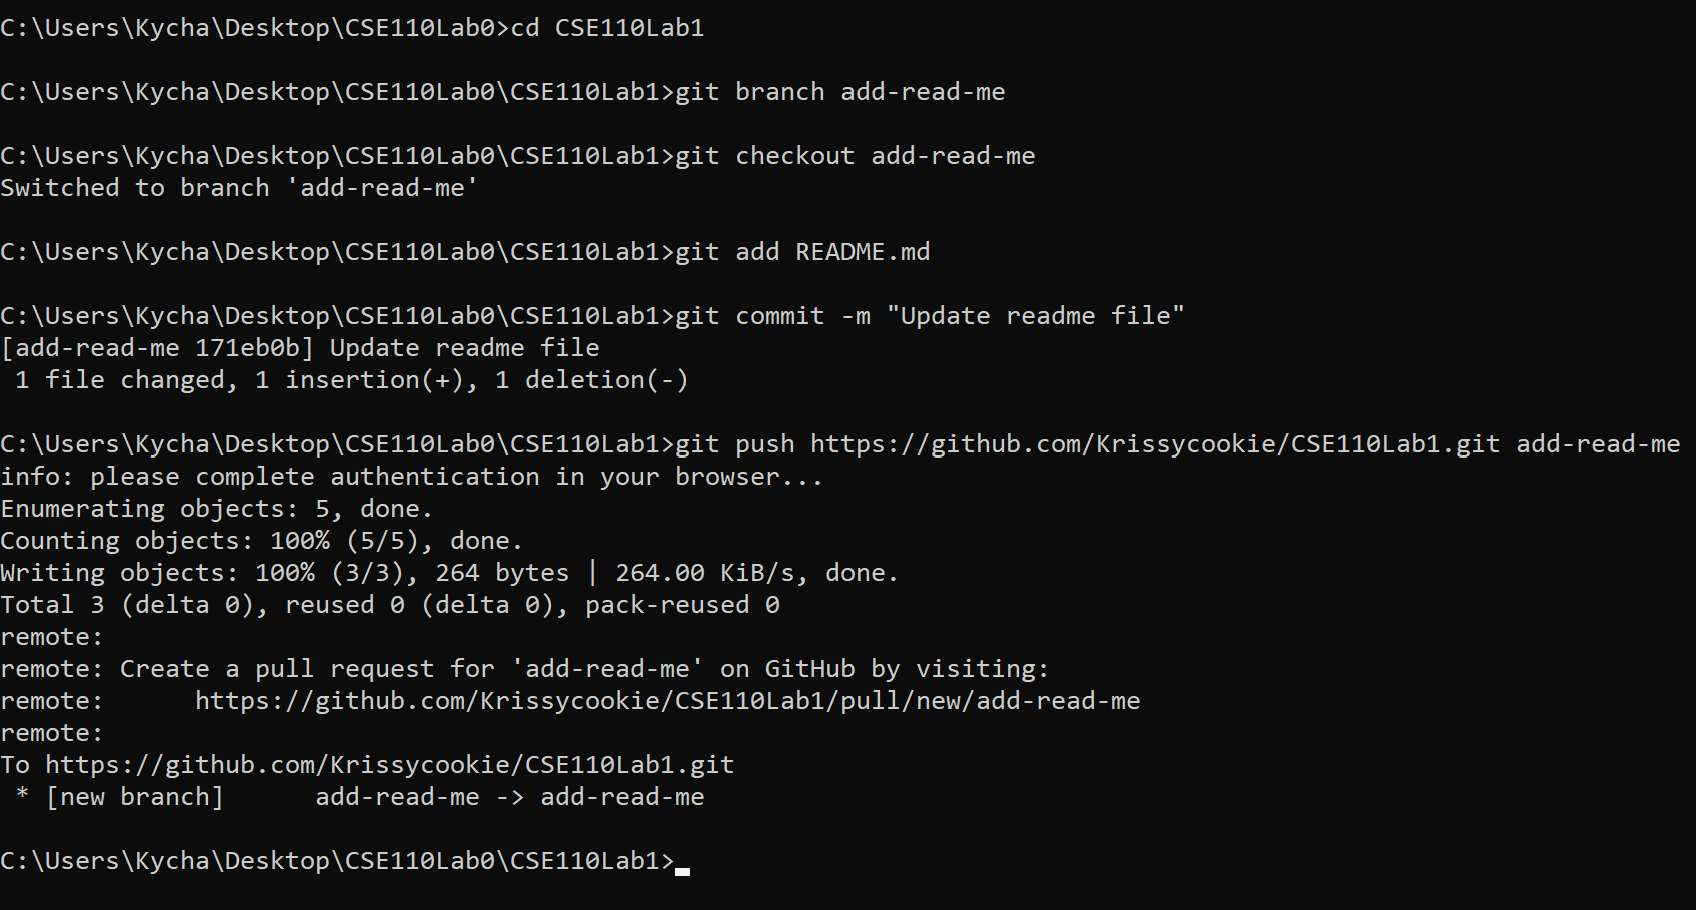 C:\Users\Kycha\Desktop\CSE110Lab0>cd CSE110Lab1
C:\Users\Kycha\Desktop\CSE110Lab0\CSE110Lab1>git branch add-read-me
C:\Users\Kycha\Desktop\CSE110Lab0\CSE110Lab1>git checkout add-read-me
Switched to branch 'add-read-me'
C:\Users\Kycha\Desktop\CSE110Lab0\CSE110Lab1>git add README.md
C:\Users\Kycha\Desktop\CSE110Lab0\CSE110Lab1>git commit -m "Update readme file"
[add-read-me 171eb0b] Update readme file
 1 file changed, 1 insertion(+), 1 deletion(-)
C:\Users\Kycha\Desktop\CSE110Lab0\CSE110Lab1>git push https://github.com/Krissycookie/CSE110Lab1.git add-read-me
info: please complete authentication in your browser...
Enumerating objects: 5, done.
Counting objects: 100% (5/5), done.
Writing objects: 100% (3/3), 264 bytes | 264.00 KiB/s, done.
Total 3 (delta 0), reused 0 (delta 0), pack-reused 0
remote:
remote: Create a pull request for 'add-read-me' on GitHub by visiting:
remote:      https://github.com/Krissycookie/CSE110Lab1/pull/new/add-read-me
remote:
To https://github.com/Krissycookie/CSE110Lab1.git
 * [new branch]      add-read-me -> add-read-me
C:\Users\Kycha\Desktop\CSE110Lab0\CSE110Lab1>